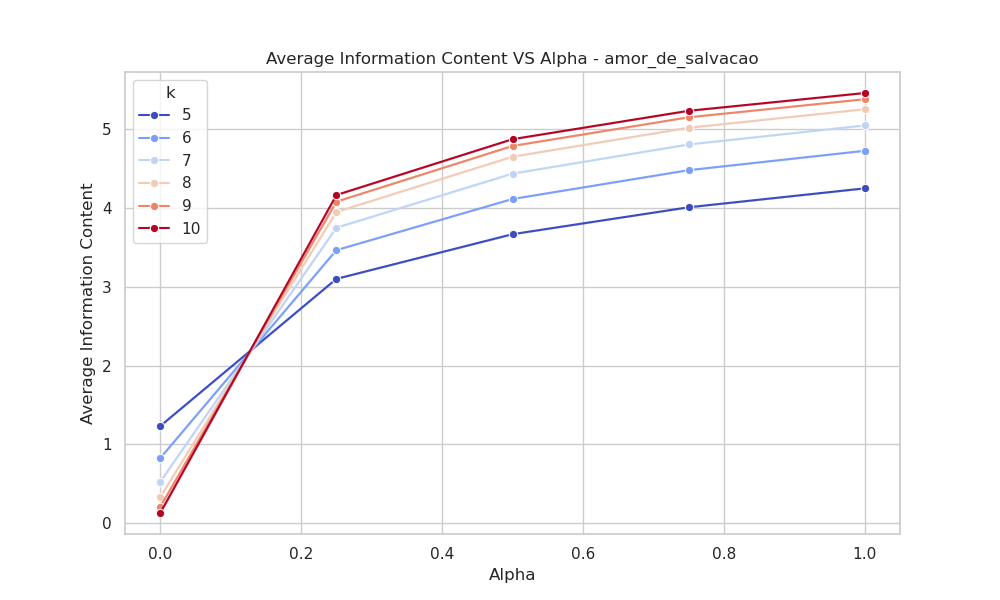 Average Information Content VS Alpha - amor_de_salvacao
k
5
6
7
8
9
10
Average Information Content
5
4
3
2
1
0
0.0 0.2 0.4 0.6 0.8 1.0
Alpha